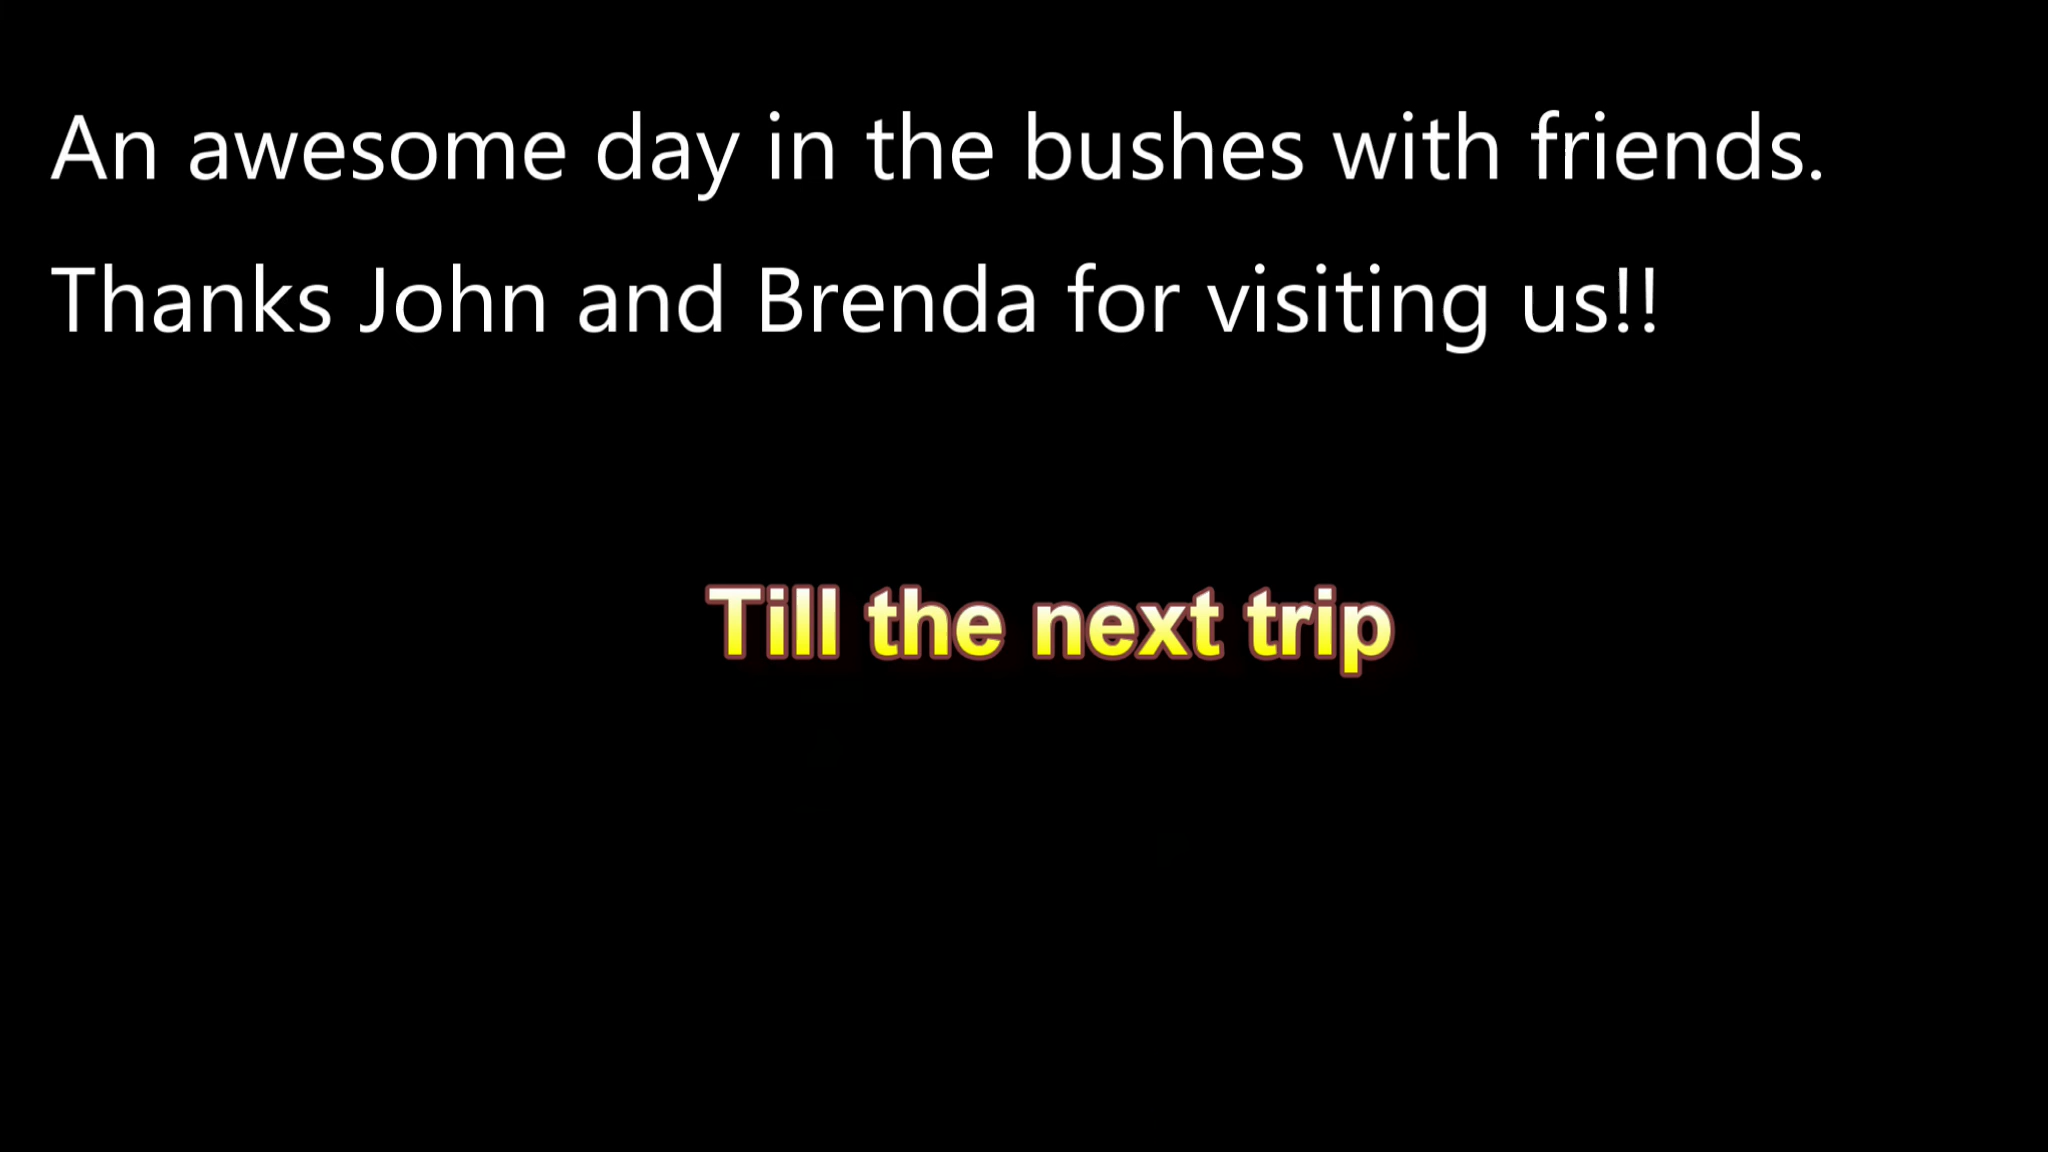 An awesome day in the bushes with friends.
Thanks John and Brenda for visiting us!!
Till the next trip